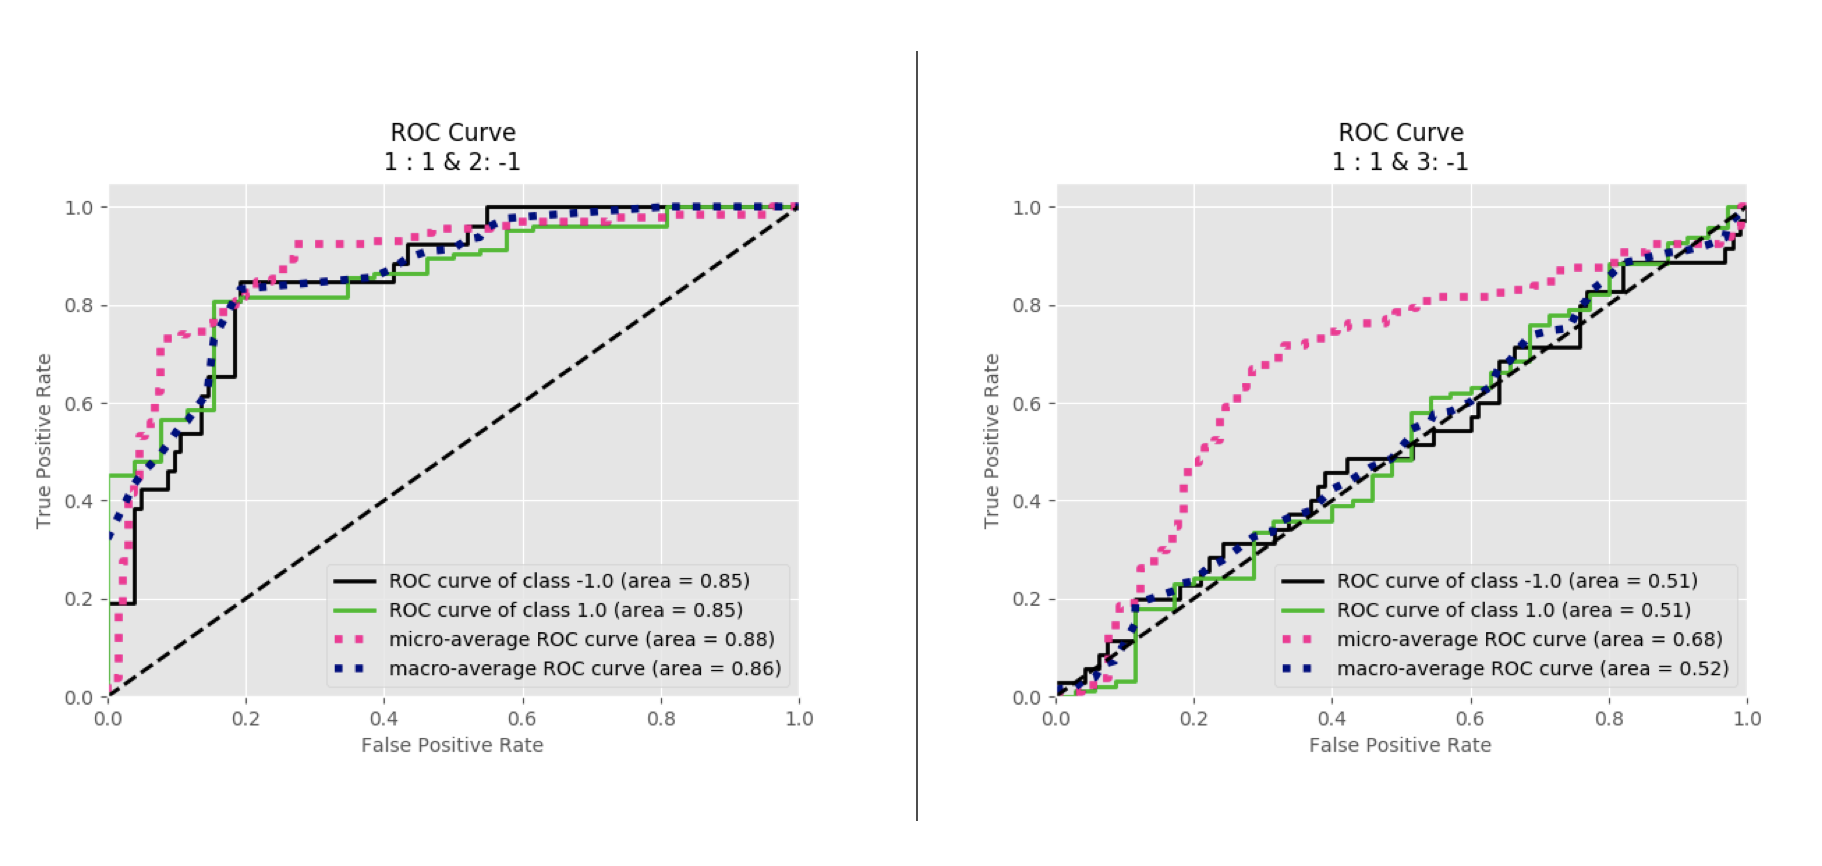 ROC Curve
1 : 1 & 2: -1
True Positive Rate
1.0
0.8
0.6
0.4
0.2
0.0
ROC curve of class -1.0 (area = 0.85)
ROC curve of class 1.0 (area = 0.85)
micro-average ROC curve (area = 0.88)
macro-average ROC curve (area = 0.86)
0.0 0.2 0.4 0.6 0.8 1.0
False Positive Rate
ROC Curve
1 : 1 & 3: -1
True Positive Rate
1.0
0.8
0.6
0.4
0.2
0.0
ROC curve of class -1.0 (area = 0.51)
ROC curve of class 1.0 (area = 0.51)
micro-average ROC curve (area = 0.68)
macro-average ROC curve (area = 0.52)
0.0 0.2 0.4 0.6 0.8 1.0
False Positive Rate